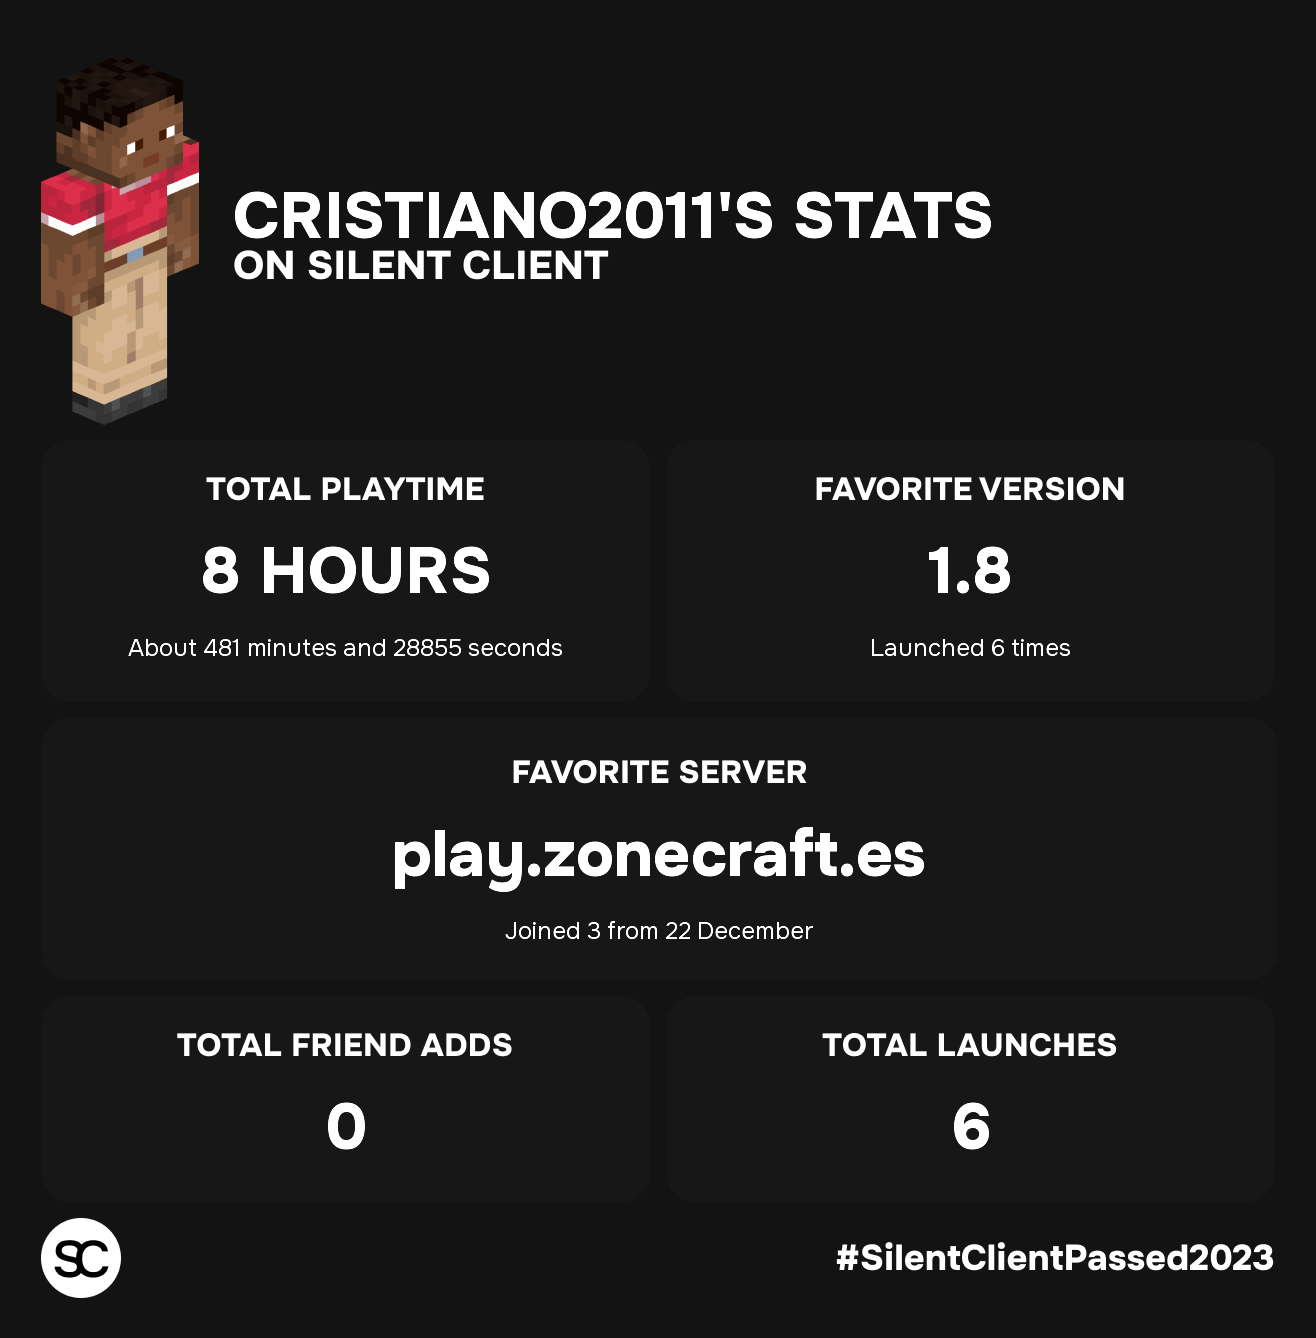 CRISTIANO2011'S STATS
ON SILENT CLIENT
TOTAL PLAYTIME
8 HOURS
About 481 minutes and 28855 seconds
FAVORITE VERSION
1.8
Launched 6 times
FAVORITE SERVER
play.zonecraft.es
Joined 3 from 22 December
TOTAL FRIEND ADDS
0
TOTAL LAUNCHES
6
SC
#SilentClientPassed2023